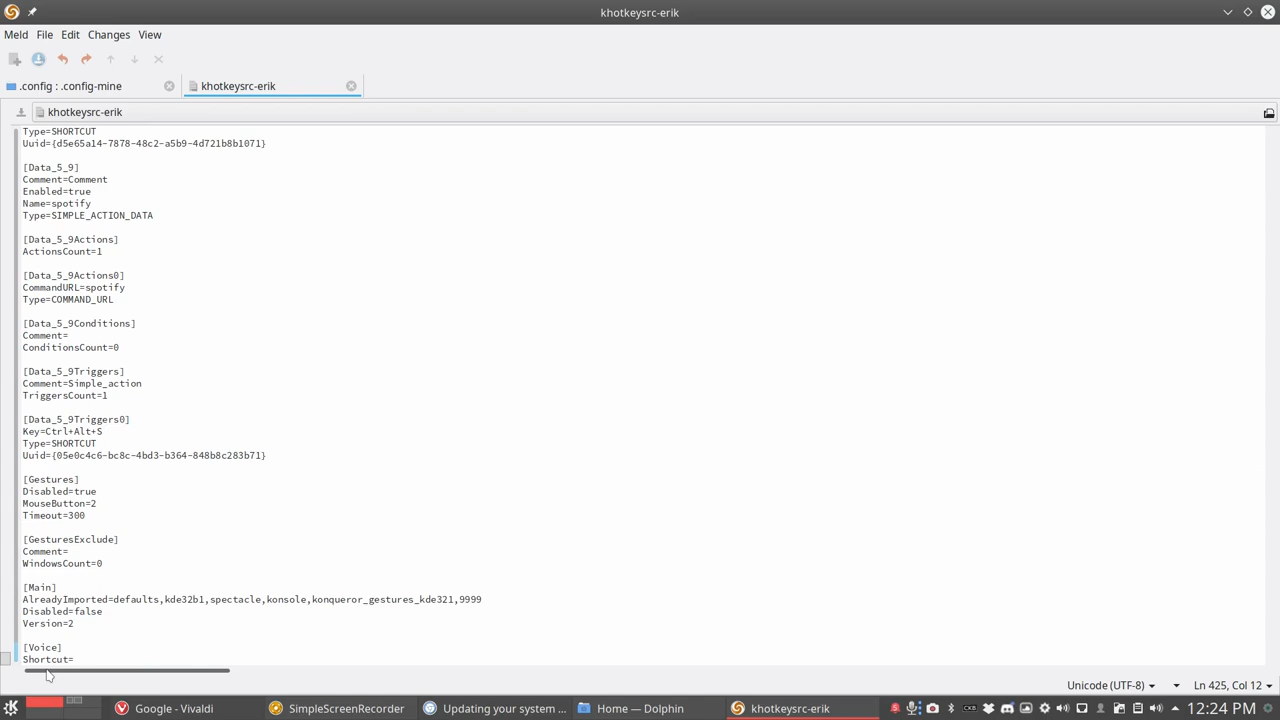 khotkeysrc-erik
Meld File Edit Changes View
.config : .config-mine khotkeysrc-erik
khotkeysrc-erik
Type=SHORTCUT
Uuid={d5e65a14-7878-48c2-a5b9-4d721b8b1071}
[Data_5_9]
Comment=Comment
Enabled=true
Name=spotify
Type=SIMPLE_ACTION_DATA
[Data_5_9Actions]
ActionsCount=1
[Data_5_9Actions0]
CommandURL=spotify
Type=COMMAND_URL
[Data_5_9Conditions]
Comment=
ConditionsCount=0
[Data_5_9Triggers]
Comment=Simple_action
TriggersCount=1
[Data_5_9Triggers0]
Key=Ctrl+Alt+S
Type=SHORTCUT
Uuid={05e0c4c6-bc8c-4bd3-b364-848b8c283b71}
[Gestures]
Disabled=true
MouseButton=2
Timeout=300
[GesturesExclude]
Comment=
WindowsCount=0
[Main]
AlreadyImported=defaults,kde32b1,spectacle,konsole,konqueror_gestures_kde321,9999
Disabled=false
Version=2
[Voice]
Shortcut=
Unicode (UTF-8) Ln 425, Col 12
Google - Vivaldi SimpleScreenRecorder Updating your system ... Home — Dolphin khotkeysrc-erik 12:24 PM